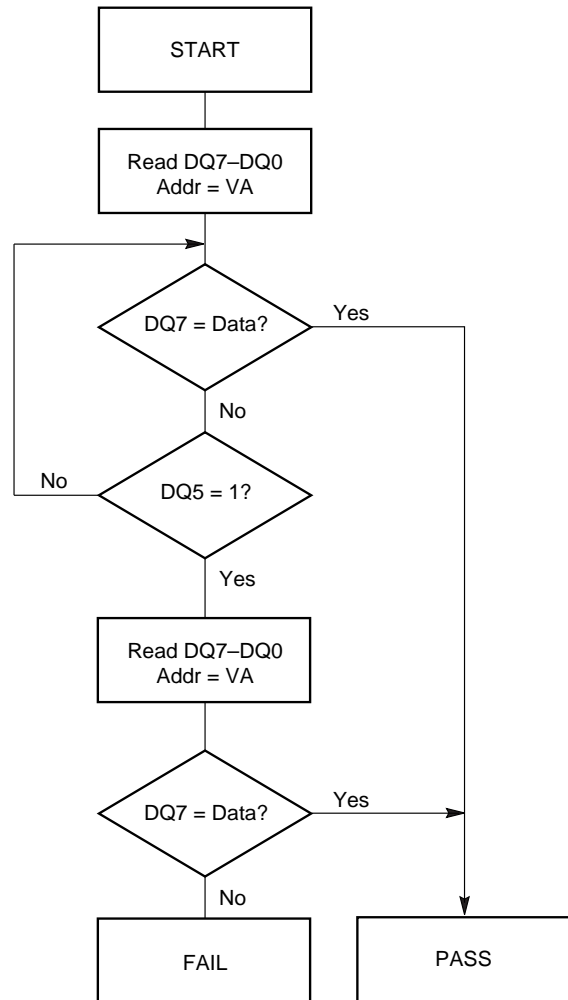 START
Read DQ7–DQ0
Addr = VA
DQ7 = Data?
Yes
No
No
DQ5 = 1?
Yes
Read DQ7–DQ0
Addr = VA
DQ7 = Data?
Yes
No
FAIL
PASS